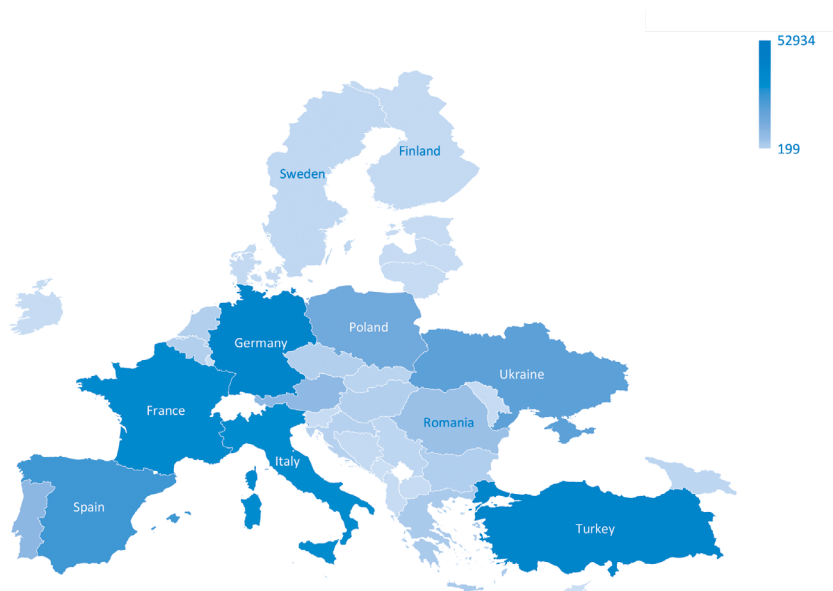 52934
199
Finland
Sweden
Poland
Germany
Ukraine
France
Romania
Italy
Spain
Turkey